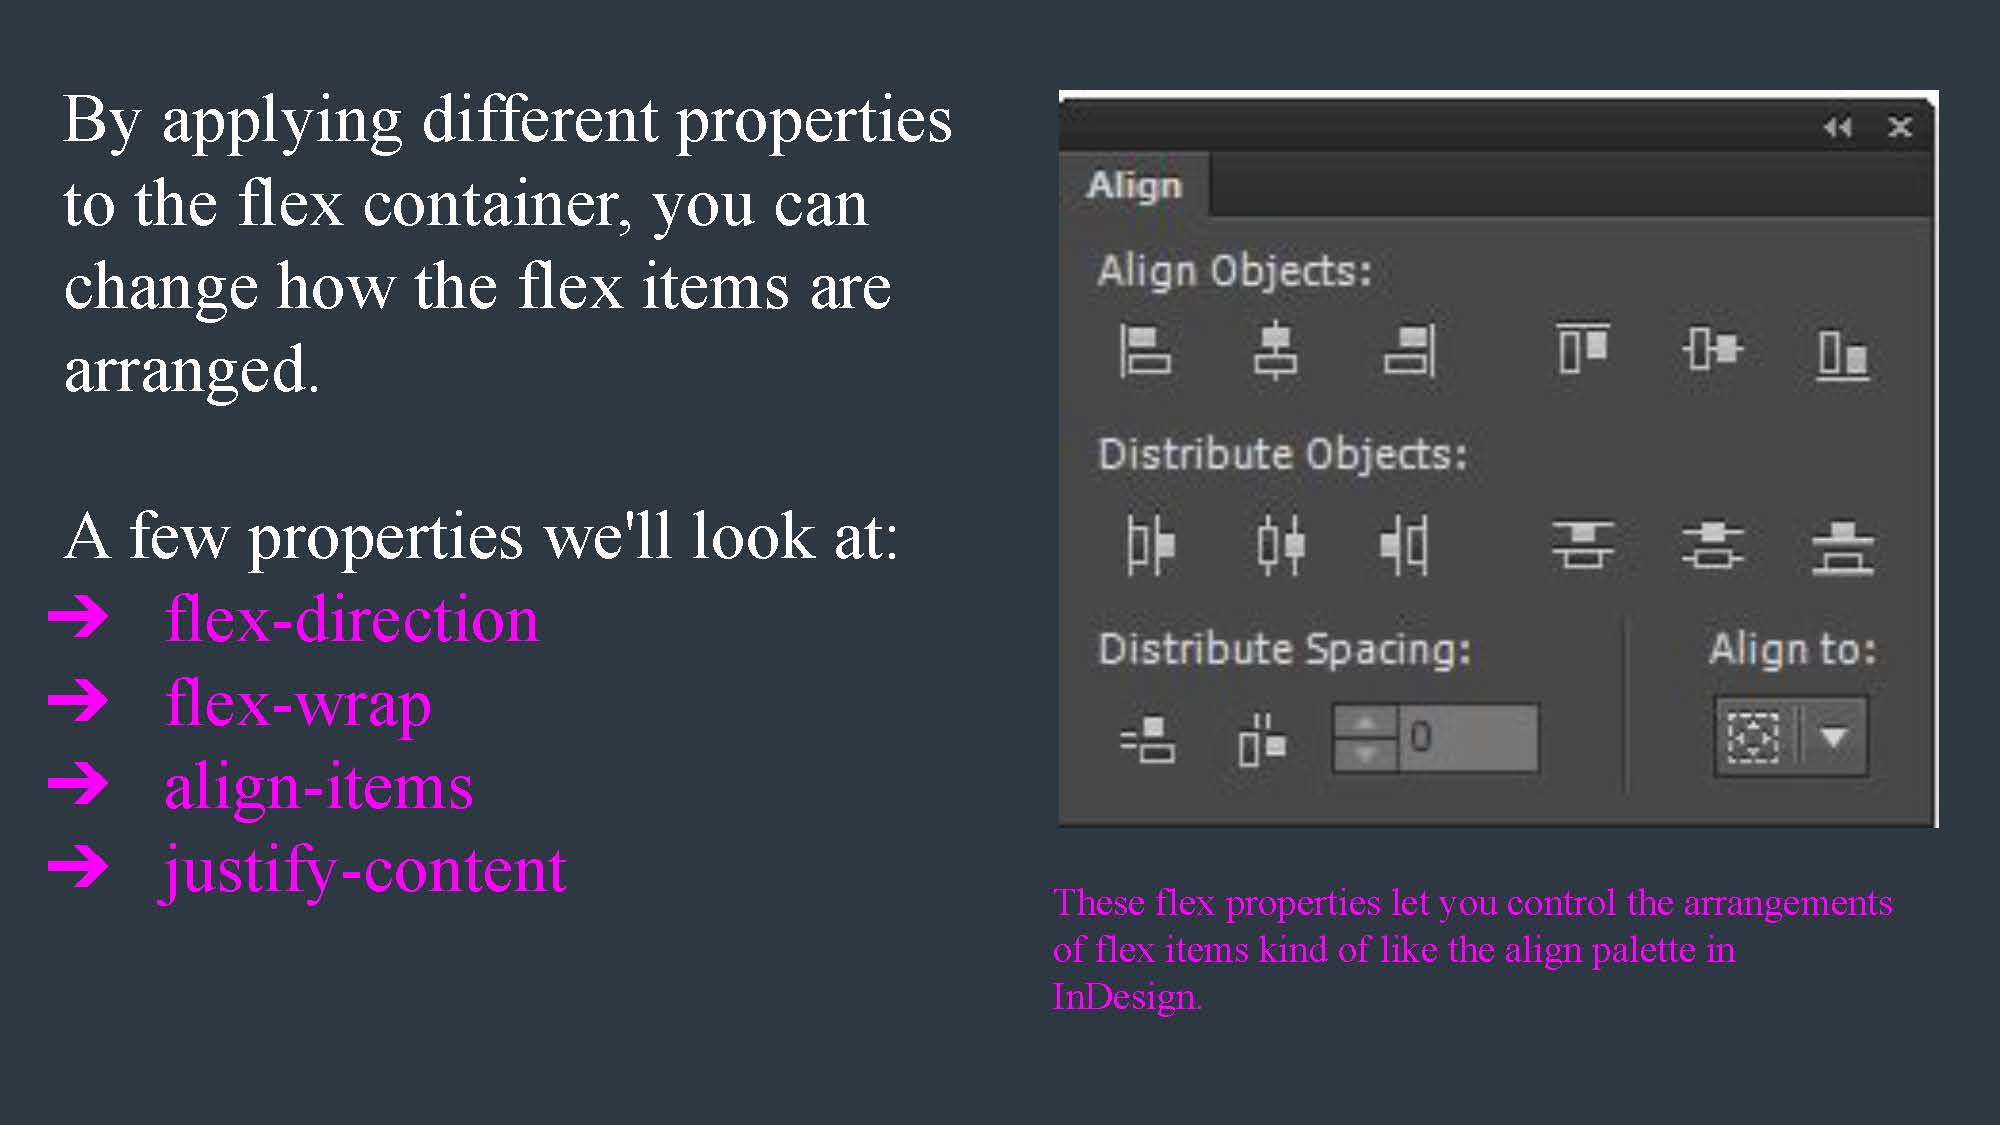 By applying different properties
to the flex container, you can
change how the flex items are
arranged.
A few properties we'll look at:
➔ flex-direction
➔ flex-wrap
➔ align-items
➔ justify-content
Align
Align Objects:
Distribute Objects:
Distribute Spacing:
Align to:
0
These flex properties let you control the arrangements
of flex items kind of like the align palette in
InDesign.